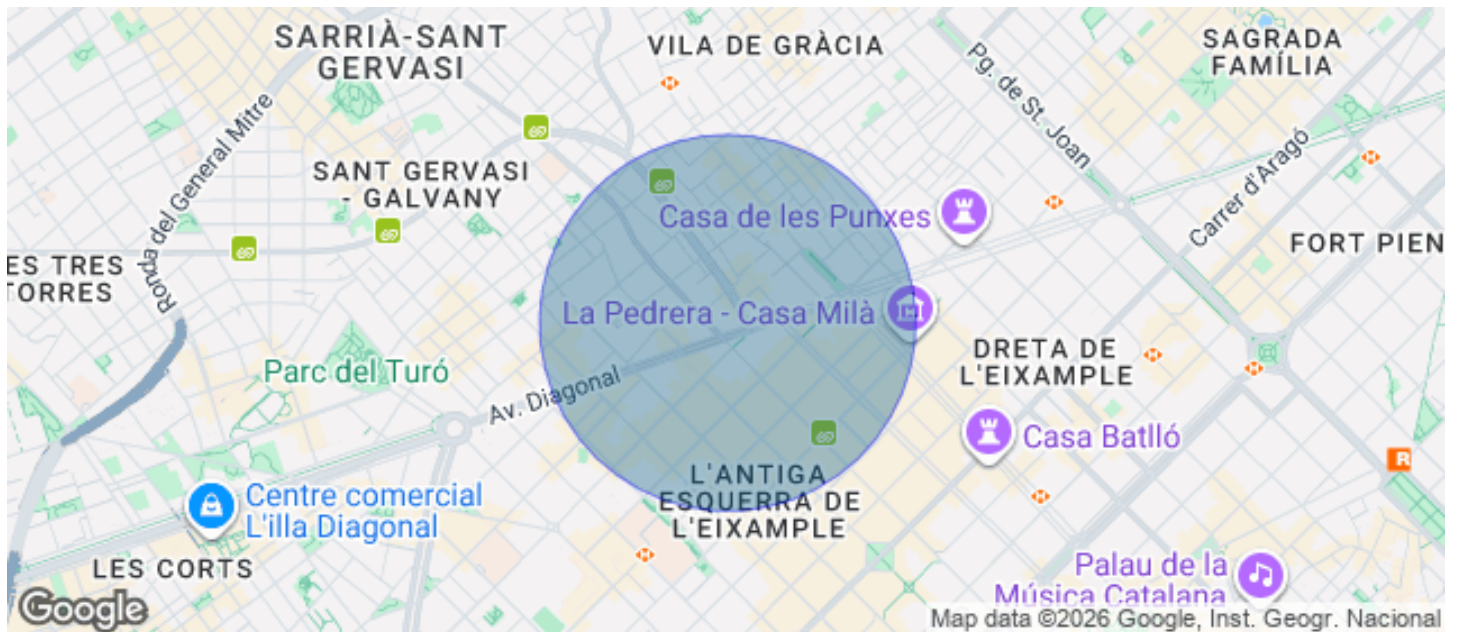 SARRIÀ-SANT
GERVASI
VILA DE GRÀCIA
SAGRADA
FAMÍLIA
Pg. de St. Joan
Ronda del General Mitre
SANT GERVASI
- GALVANY
Carrer d'Aragó
Casa de les Punxes
FORT PIEN
ES TRES
TORRES
La Pedrera - Casa Milà
DRETA DE
L'EIXAMPLE
Parc del Turó
Av. Diagonal
Casa Batlló
L'ANTIGA
ESQUERRA DE
L'EIXAMPLE
R
Centre comercial
L'illa Diagonal
LES CORTS
Palau de la
Música Catalana
Google
Map data ©2026 Google, Inst. Geogr. Nacional